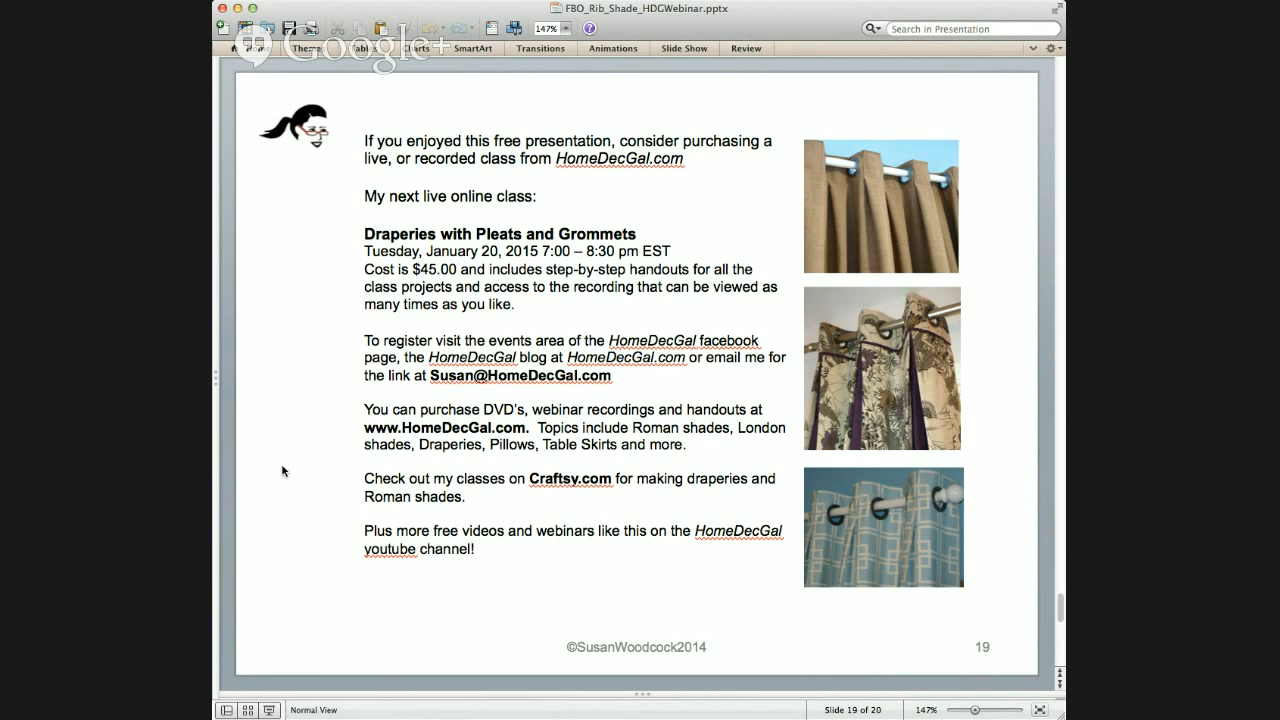 FBO_Rib_Shade_HDGWebinar.pptx
147%
Search in Presentation
Google+
Themes
Tables
Charts
SmartArt
Transitions
Animations
Slide Show
Review
If you enjoyed this free presentation, consider purchasing a
live, or recorded class from HomeDecGal.com
My next live online class:
Draperies with Pleats and Grommets
Tuesday, January 20, 2015 7:00 – 8:30 pm EST
Cost is $45.00 and includes step-by-step handouts for all the
class projects and access to the recording that can be viewed as
many times as you like.
To register visit the events area of the HomeDecGal facebook
page, the HomeDecGal blog at HomeDecGal.com or email me for
the link at Susan@HomeDecGal.com
You can purchase DVD's, webinar recordings and handouts at
www.HomeDecGal.com. Topics include Roman shades, London
shades, Draperies, Pillows, Table Skirts and more.
Check out my classes on Craftsy.com for making draperies and
Roman shades.
Plus more free videos and webinars like this on the HomeDecGal
youtube channel!
©SusanWoodcock2014
19
Normal View
Slide 19 of 20
147%